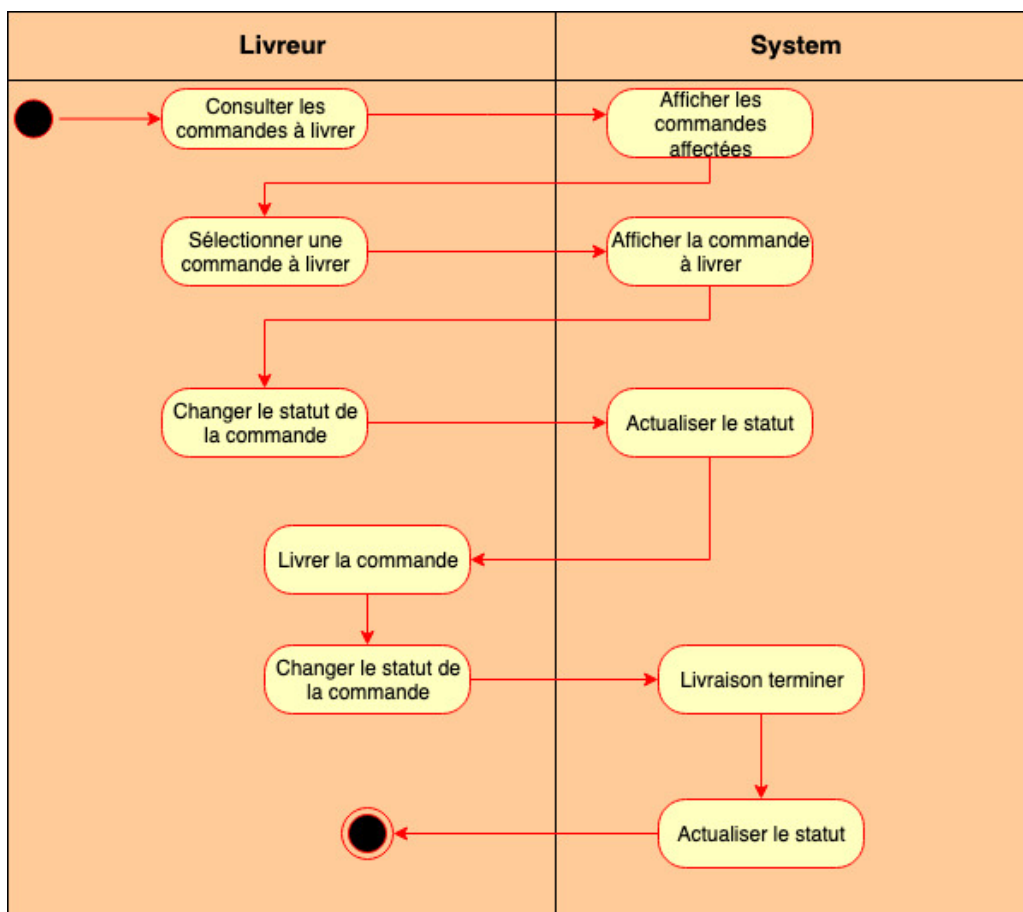 Livreur
System
Consulter les
commandes à livrer
Afficher les
commandes
affectées
Sélectionner une
commande à livrer
Afficher la commande
à livrer
Changer le statut de
la commande
Actualiser le statut
Livrer la commande
Changer le statut de
la commande
Livraison terminer
Actualiser le statut